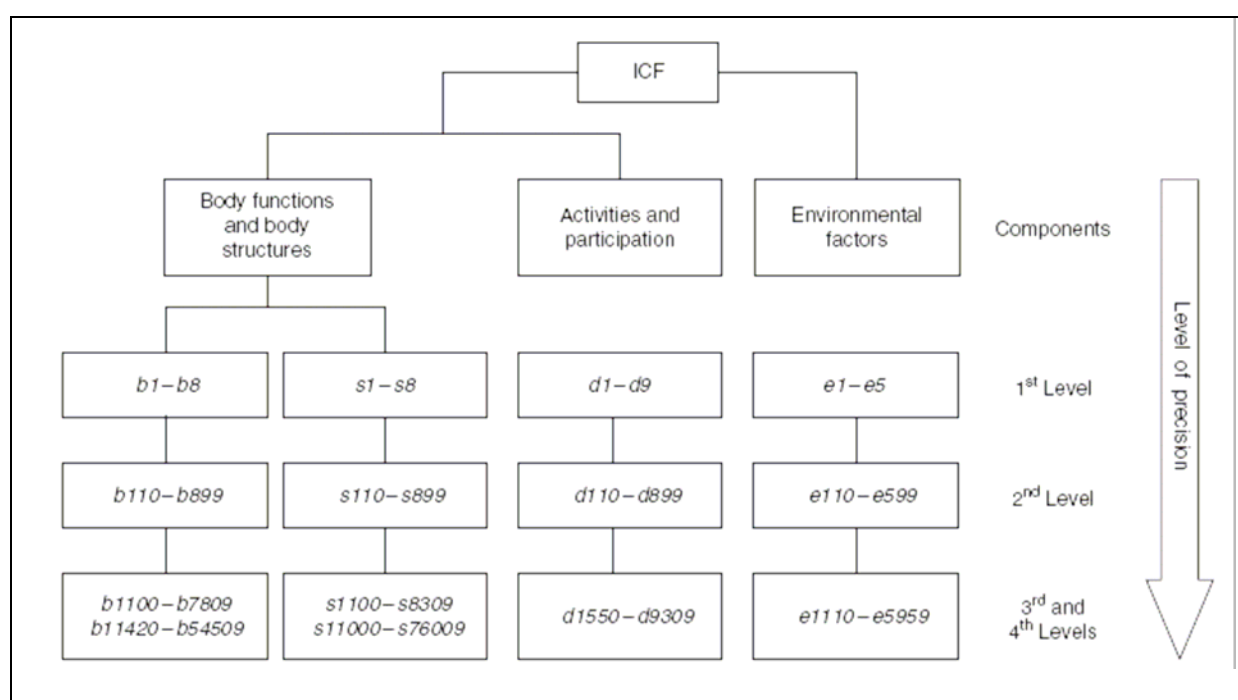 ICF
Body functions
and body
structures
Activities and
participation
Environmental
factors
Components
b1–b8
s1–s8
d1–d9
e1–e5
1st Level
b110–b899
s110–s899
d110–d899
e110–e599
2nd Level
b1100–b7809
b11420–b54509
s1100–s8309
s11000–s76009
d1550–d9309
e1110–e5959
3rd and
4th Levels
Level of precision